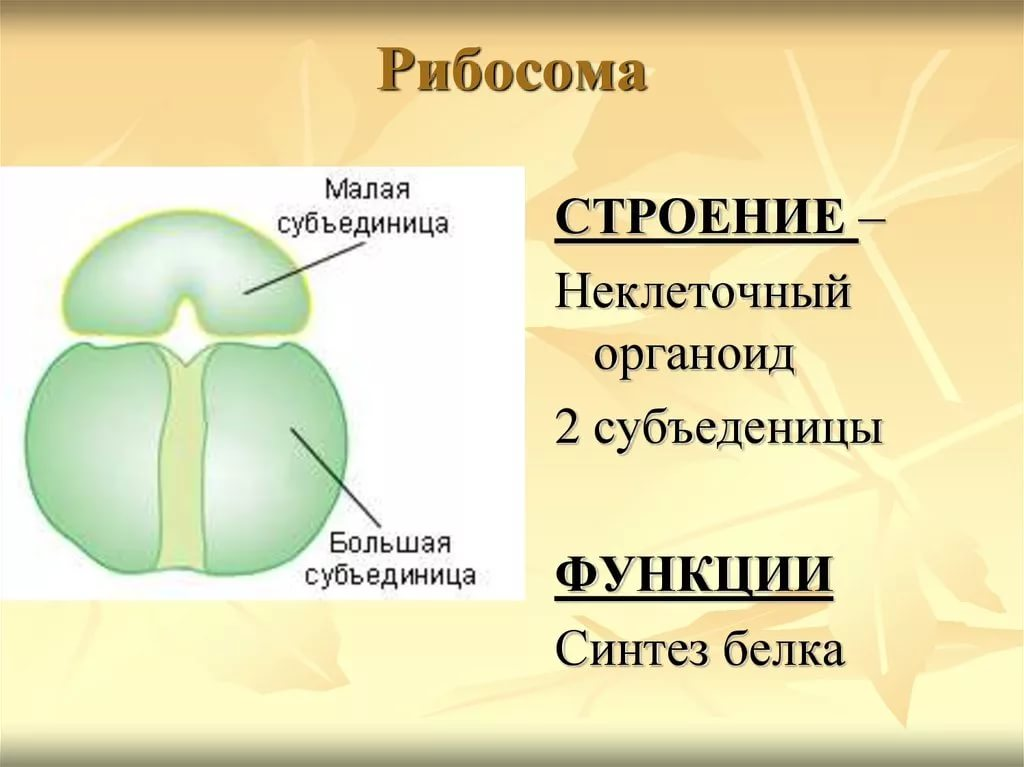 Рибосома
Малая
субъединица
Большая
субъединица
СТРОЕНИЕ –
Неклеточный
органоид
2 субъеденицы
ФУНКЦИИ
Синтез белка